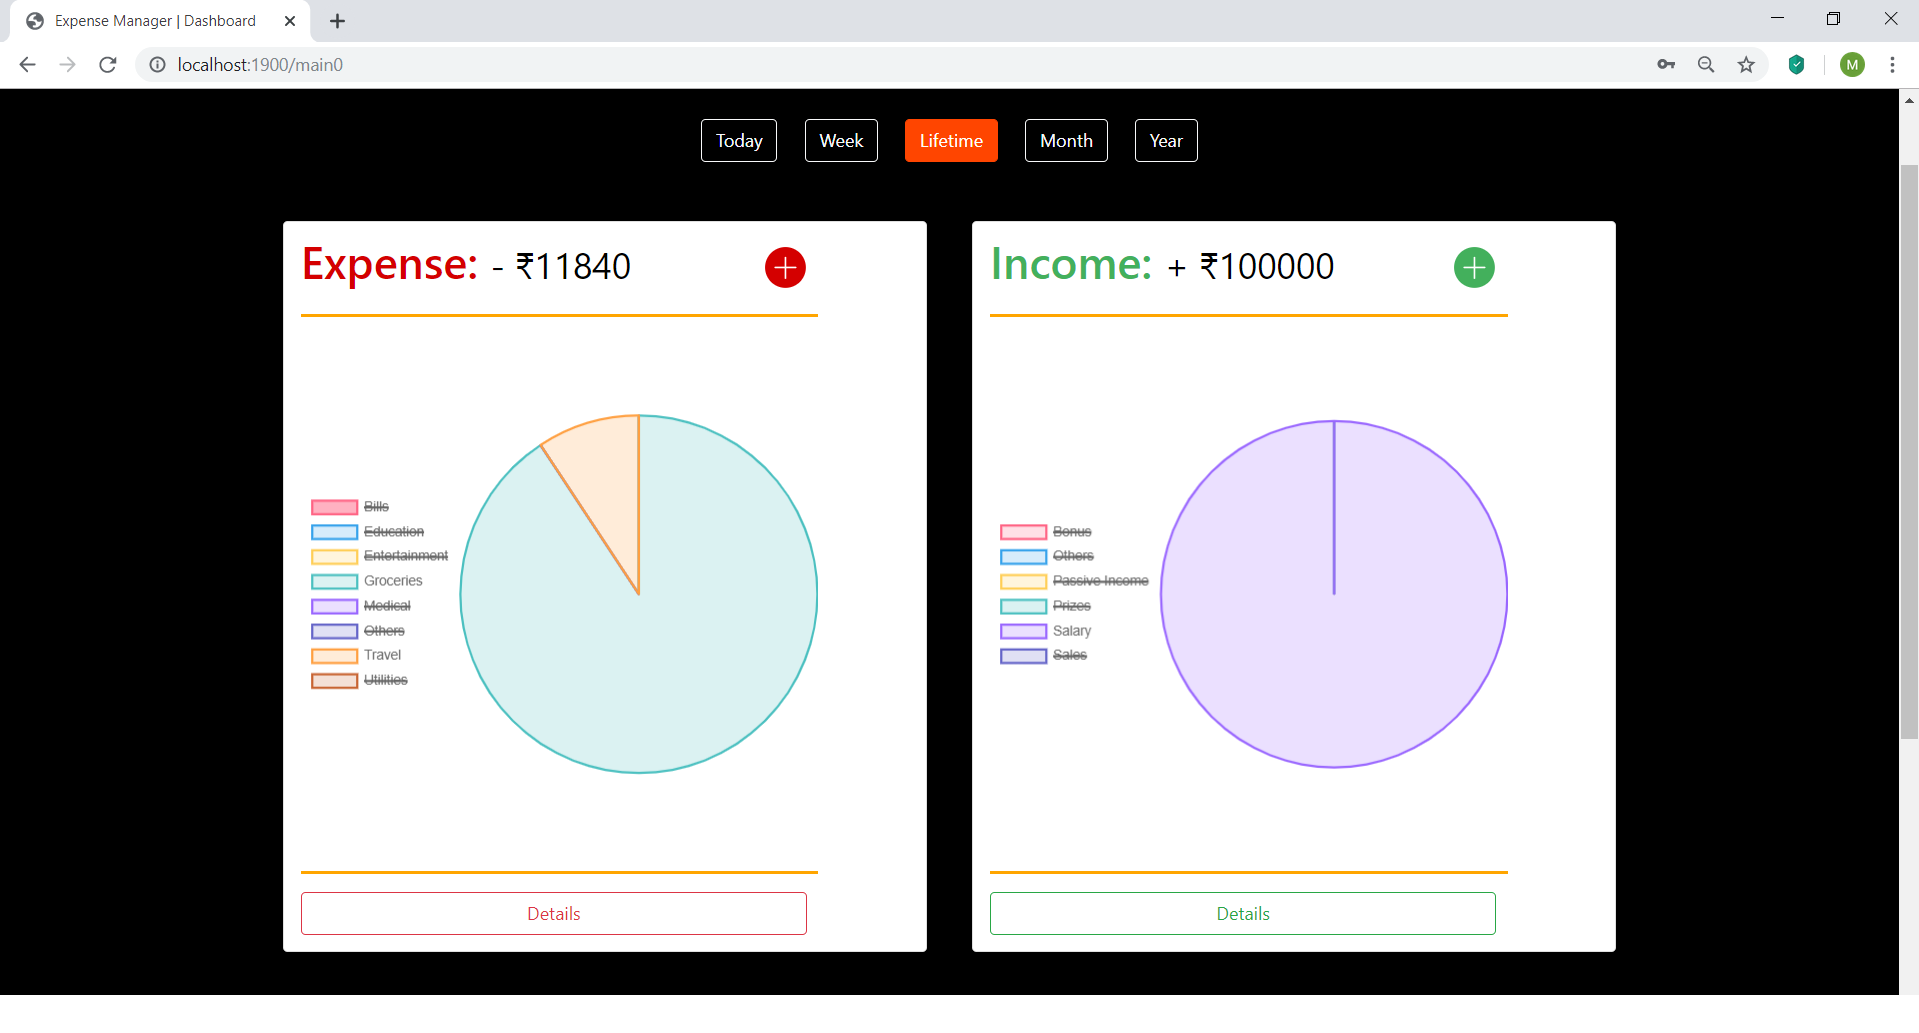 Expense Manager | Dashboard
localhost:1900/main0
M
Today Week Lifetime Month Year
Expense: - ₹11840
Bills
Education
Entertainment
Groceries
Medical
Others
Travel
Utilities
Details
Income: + ₹100000
Bonus
Others
Passive Income
Prizes
Salary
Sales
Details